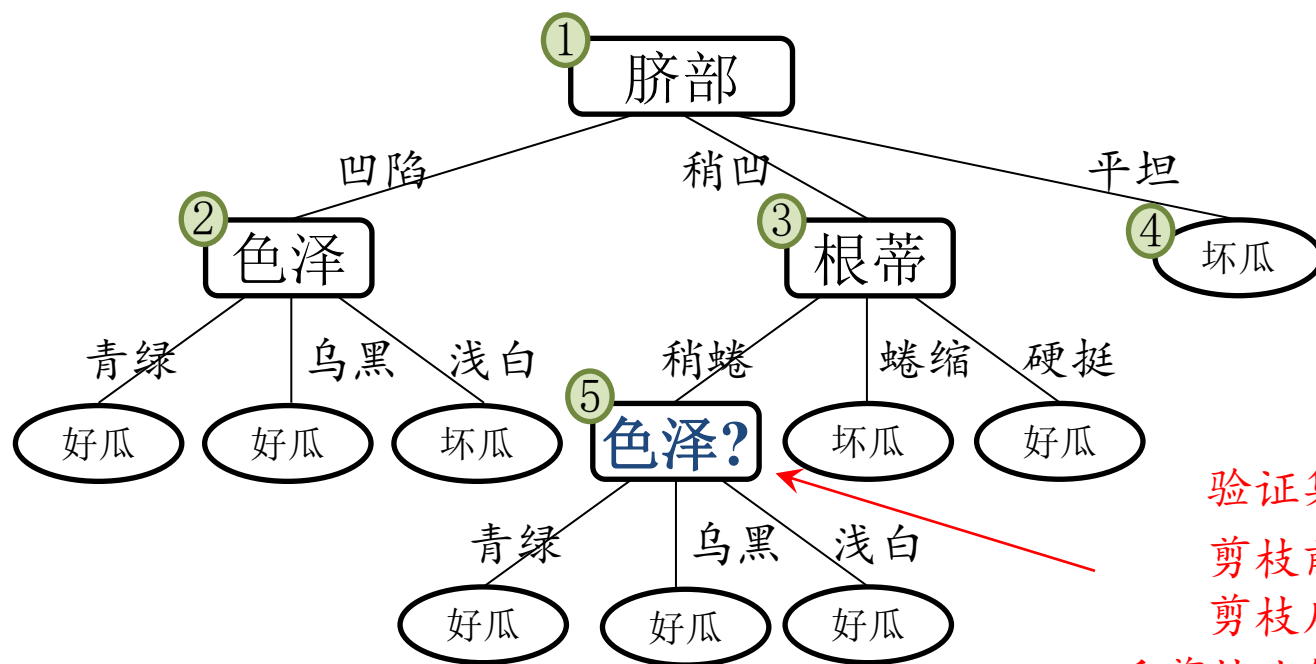 ① 脐部
凹陷 稍凹 平坦
② 色泽 ③ 根蒂 ④ 坏瓜
青绿 乌黑 浅白 稍蜷 蜷缩 硬挺
好瓜 好瓜 坏瓜 ⑤ 色泽? 坏瓜 好瓜
验证
青绿 乌黑 浅白 剪枝
好瓜 好瓜 好瓜 剪枝
剪枝